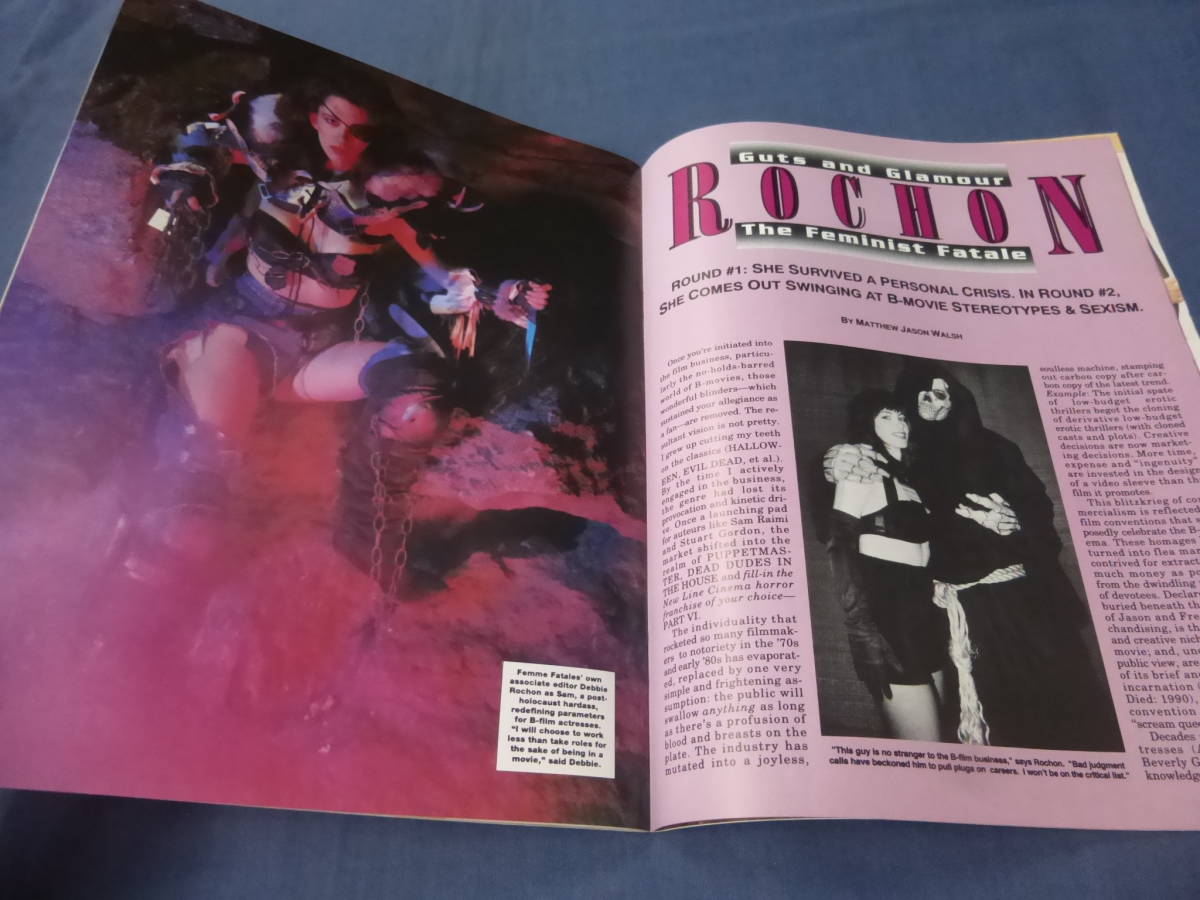 Femme Fatales' own
associate editor Debbie
Rochon as Sam, a post-
holocaust hardass,
redefining parameters
for B-film actresses.
"I will choose to work
less than take roles for
the sake of being in a
movie," said Debbie.
Guts and Glamour
ROCHON
The Feminist Fatale
ROUND #1: SHE SURVIVED A PERSONAL CRISIS. IN ROUND #2,
SHE COMES OUT SWINGING AT B-MOVIE STEREOTYPES & SEXISM.
BY MATTHEW JASON WALSH
Once you're initiated into
the film business, particu-
larly the no-holds-barred
world of B-movies, those
wonderful blinders—which
sustained your allegiance as
a fan—are removed. The re-
sultant vision is not pretty.
I grew up cutting my teeth
on the classics (HALLOW-
EEN, EVIL DEAD, et al.).
By the time I actively
engaged in the business,
the genre had lost its
provocation and kinetic dri-
ve. Once a launching pad
for auteurs like Sam Raimi
and Stuart Gordon, the
market shifted into the
realm of PUPPETMAS-
TER, DEAD DUDES IN
THE HOUSE and fill-in the
New Line Cinema horror
franchise of your choice—
PART VI.
The individuality that
rocketed so many filmmak-
ers to notoriety in the '70s
and early '80s has evaporat-
ed, replaced by one very
simple and frightening as-
sumption: the public will
swallow anything as long
as there's a profusion of
blood and breasts on the
plate. The industry has
mutated into a joyless,
"This guy is no stranger to the B-film business," says Rochon. "Bad judgment
calls have beckoned him to pull plugs on careers. I won't be on the critical list."
soulless machine, stamping
out carbon copy after car-
bon copy of the latest trend.
Example: The initial spate
of low-budget erotic
thrillers begot the cloning
of derivative low-budget
erotic thrillers (with cloned
casts and plots). Creative
decisions are now market-
ing decisions. More time,
expense and "ingenuity"
are invested in the design
of a video sleeve than th
film it promotes.
This blitzkrieg of co
mercialism is reflected
film conventions that
posedly celebrate the B-
ema. These homages
turned into flea mar
contrived for extract
much money as po
from the dwindling
of devotees. Declar
buried beneath th
of Jason and Fre
chandising, is th
and creative nic
movie; and, un
public view, are
of its brief and
incarnation
Died: 1990),
convention
"scream que
Decades
tresses (
Beverly G
knowledg